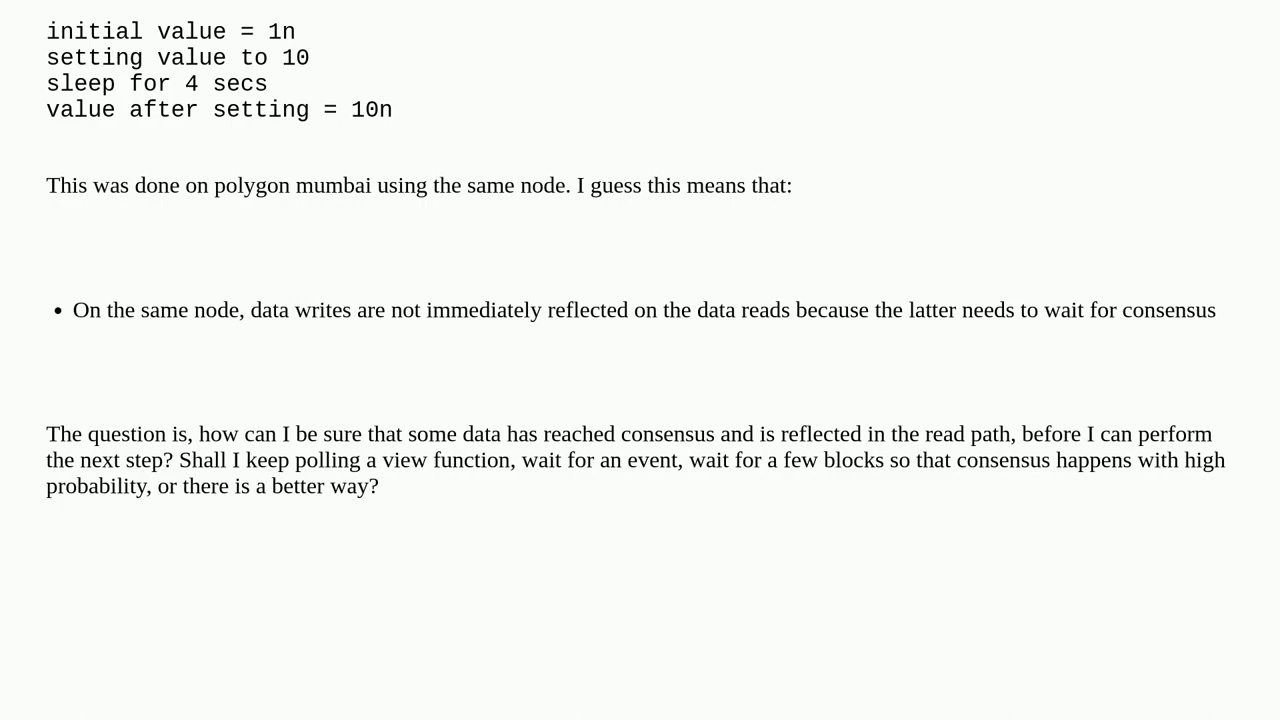 initial value = 1n
setting value to 10
sleep for 4 secs
value after setting = 10n
This was done on polygon mumbai using the same node. I guess this means that:
• On the same node, data writes are not immediately reflected on the data reads because the latter needs to wait for consensus
The question is, how can I be sure that some data has reached consensus and is reflected in the read path, before I can perform
the next step? Shall I keep polling a view function, wait for an event, wait for a few blocks so that consensus happens with high
probability, or there is a better way?